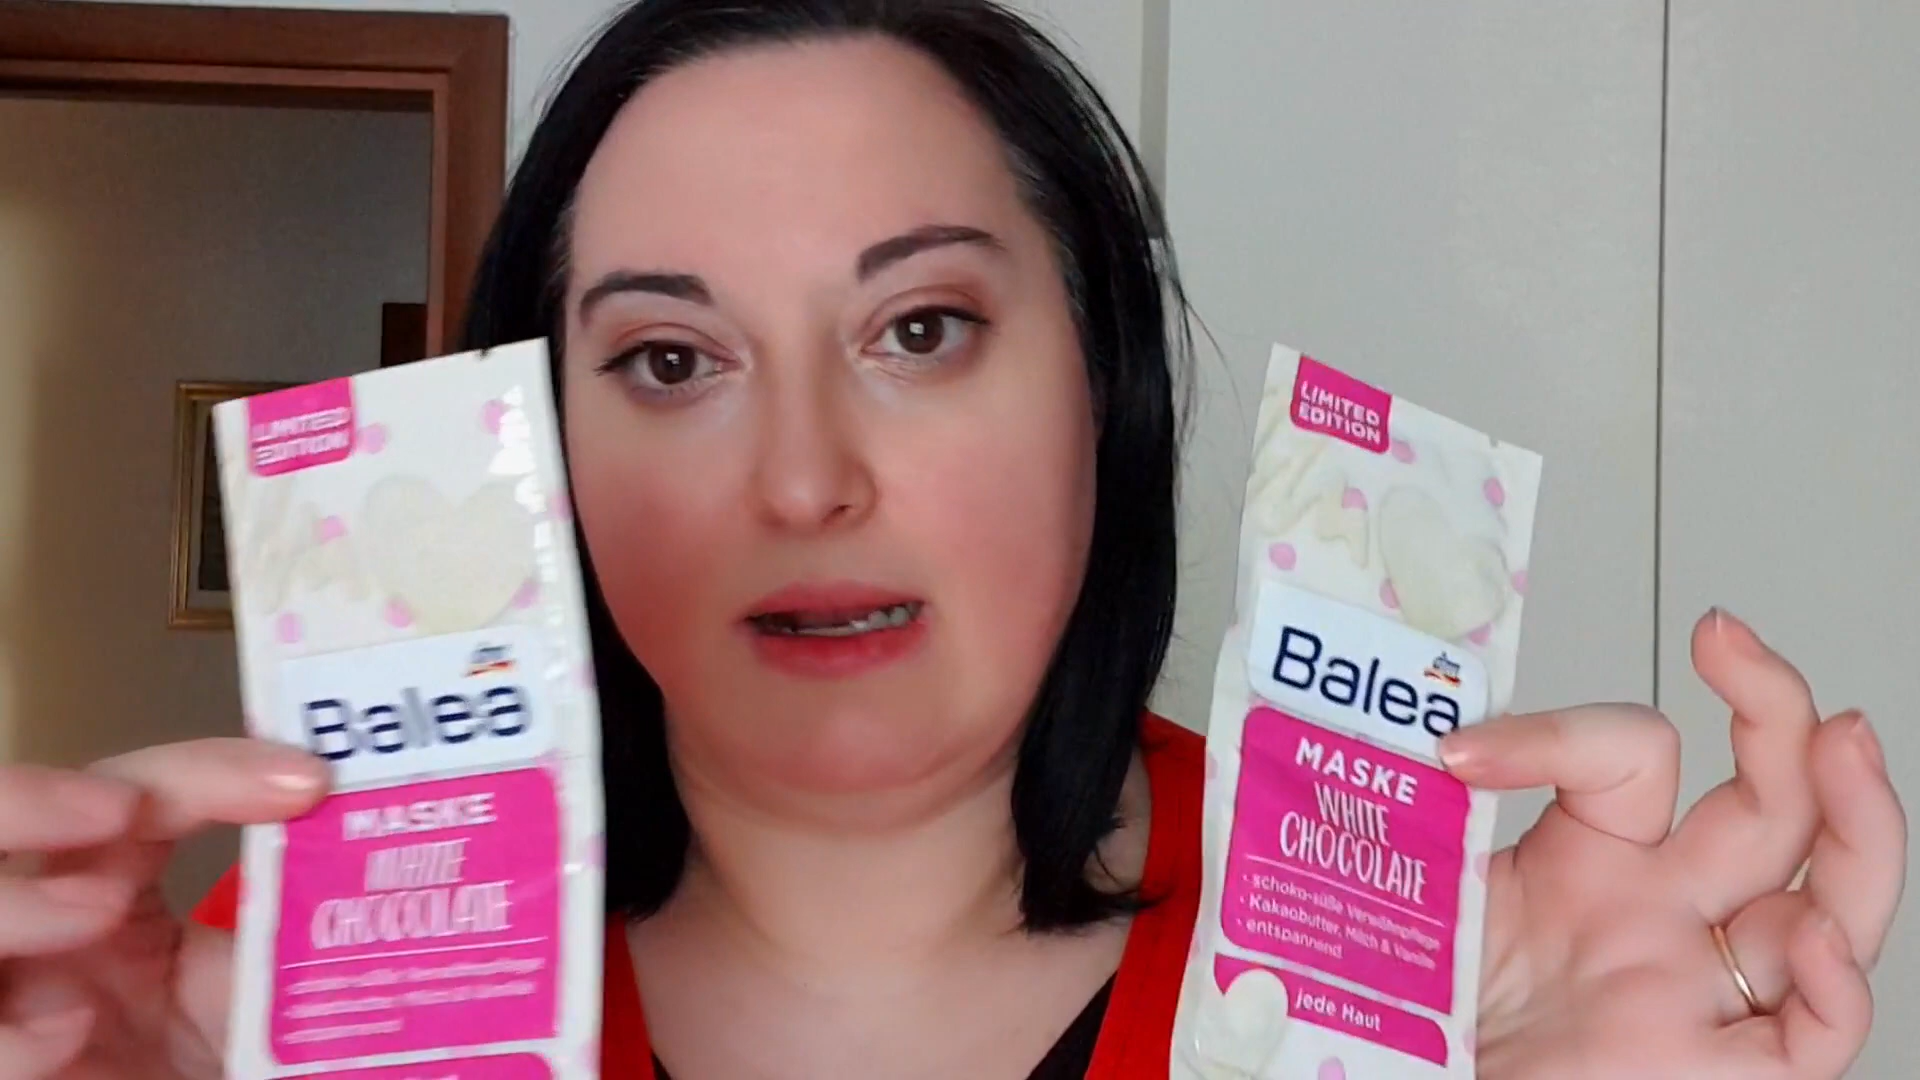 LIMITED
EDITION
Balea
MASKE
WHITE
CHOCOLATE
LIMITED
EDITION
dm
Balea
MASKE
WHITE
CHOCOLATE
• schoko-süße Verwöhnpflege
• Kakaobutter, Milch & Vanille
• entspannend
jede Haut